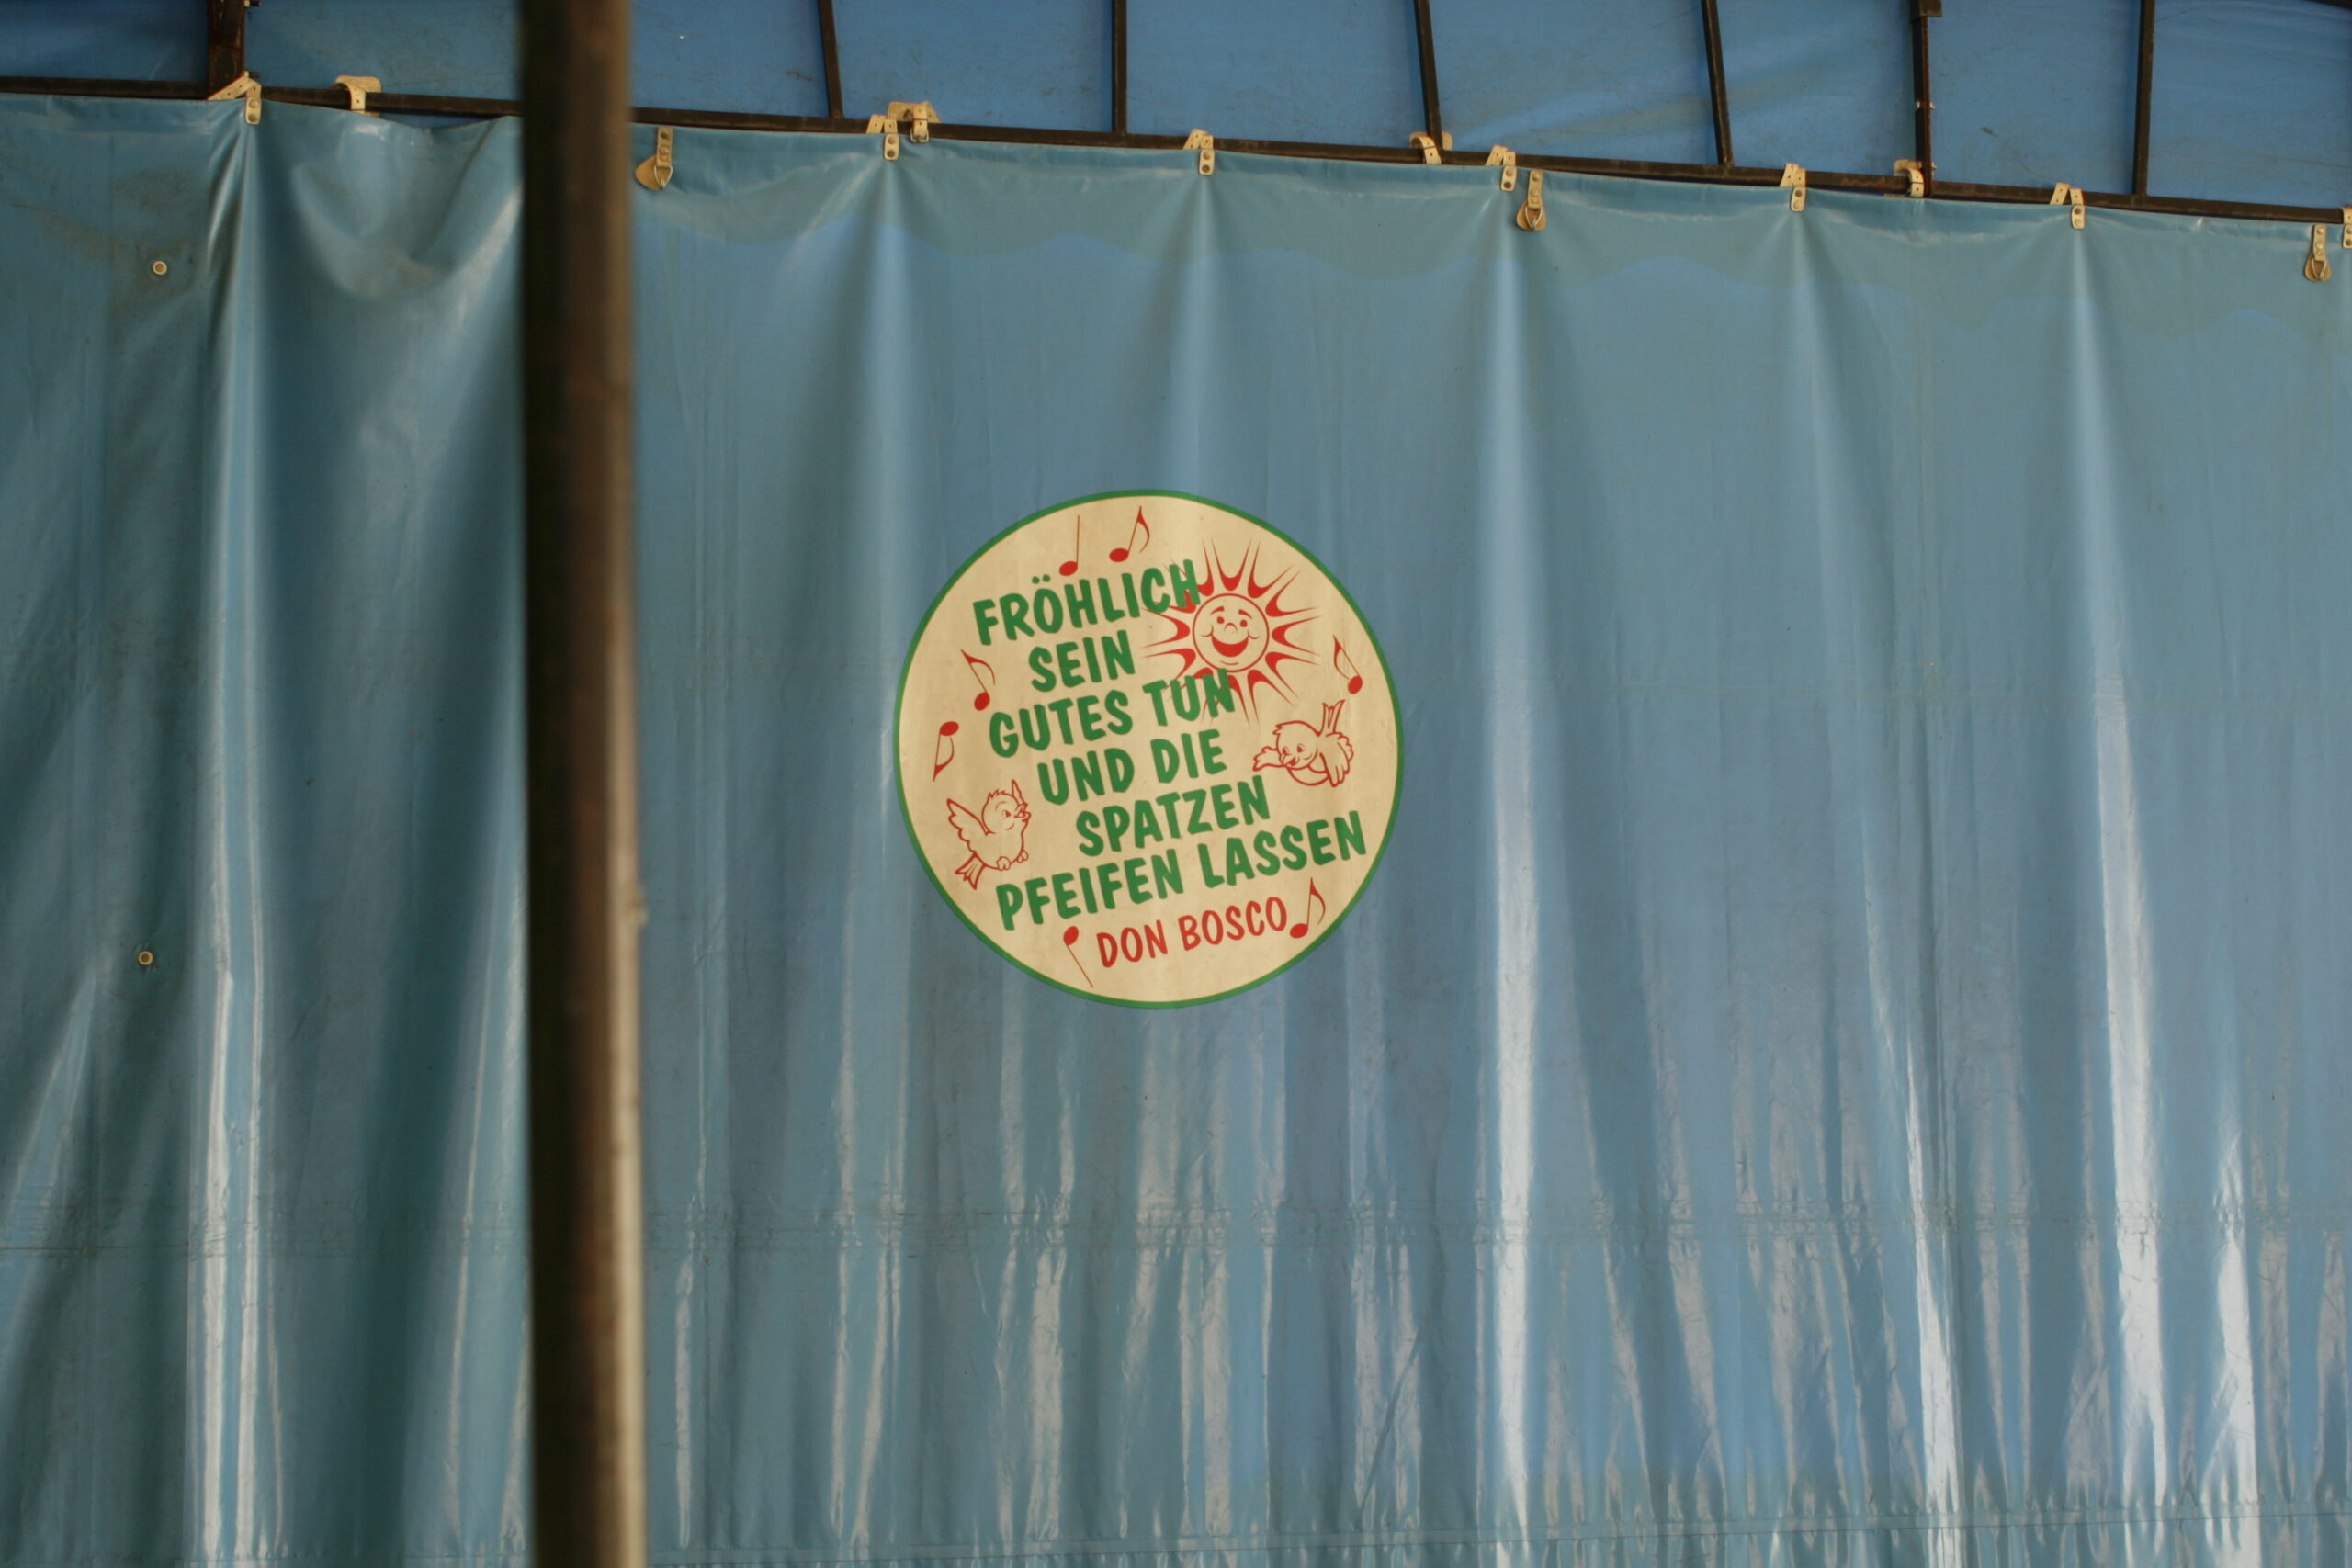 FRÖHLICH
SEIN
GUTES TUN
UND DIE
SPATZEN
PFEIFEN LASSEN
DON BOSCO